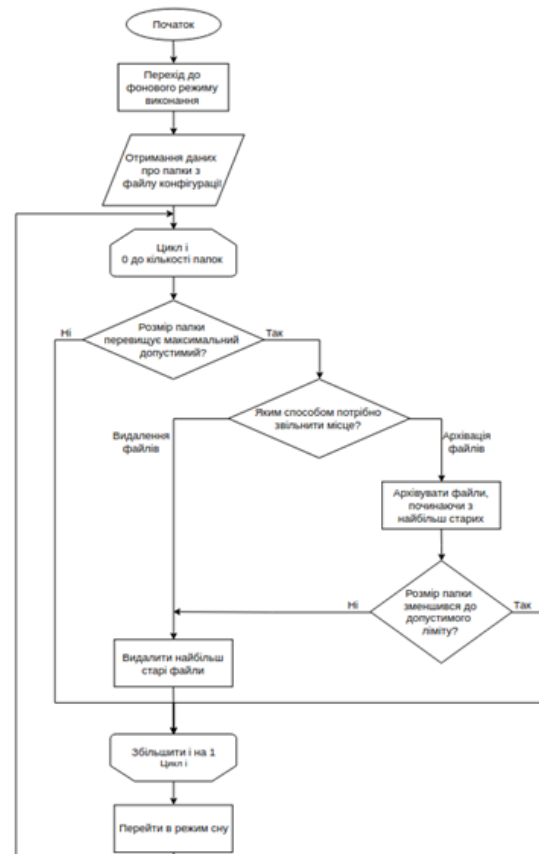 Початок
Перехід до
фонового режиму
виконання
Отримання даних
про папки з
файлу конфігурації
Цикл і
0 до кількості папок
Ні
Розмір папки
перевищує максимальний
допустимий?
Так
Яким способом потрібно
звільнити місце?
Видалення
файлів
Архівація
файлів
Архівувати файли,
починаючи з
найбільш старих
Ні
Розмір папки
зменшився до
допустимого
ліміту?
Так
Видалити найбільш
старі файли
Збільшити і на 1
Цикл і
Перейти в режим сну